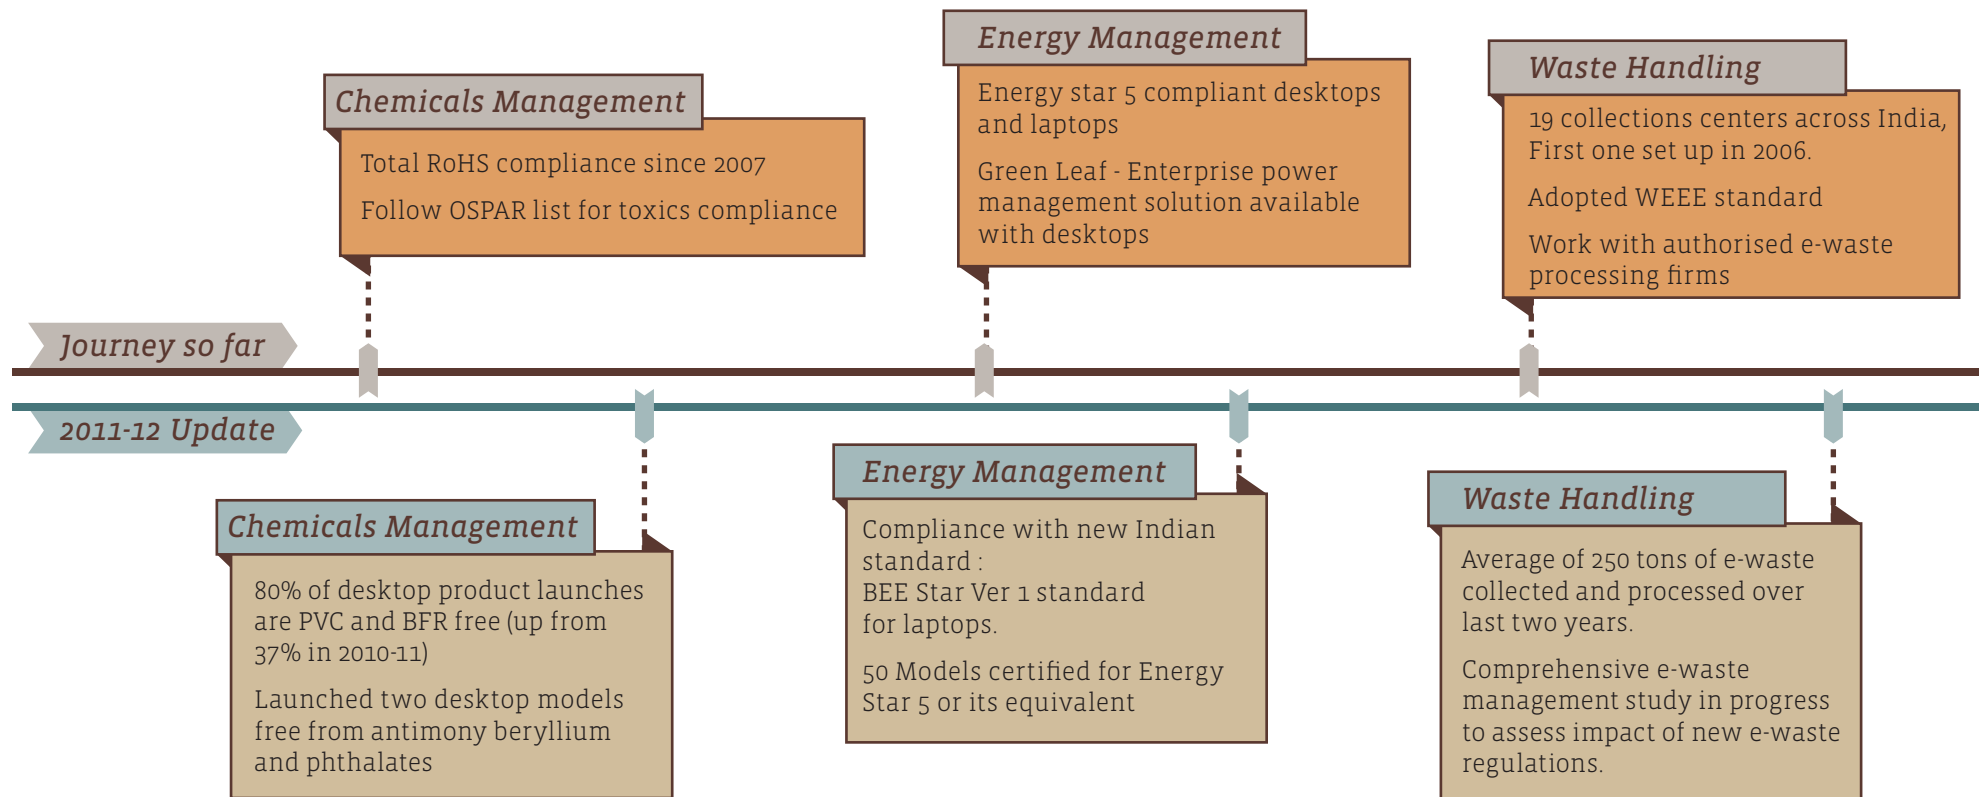 Chemicals Management
Total RoHS compliance since 2007
Follow OSPAR list for toxics compliance
Energy Management
Energy star 5 compliant desktops
and laptops
Green Leaf - Enterprise power
management solution available
with desktops
Waste Handling
19 collections centers across India,
First one set up in 2006.
Adopted WEEE standard
Work with authorised e-waste
processing firms
Journey so far
2011-12 Update
Chemicals Management
80% of desktop product launches
are PVC and BFR free (up from
37% in 2010-11)
Launched two desktop models
free from antimony beryllium
and phthalates
Energy Management
Compliance with new Indian
standard :
BEE Star Ver 1 standard
for laptops.
50 Models certified for Energy
Star 5 or its equivalent
Waste Handling
Average of 250 tons of e-waste
collected and processed over
last two years.
Comprehensive e-waste
management study in progress
to assess impact of new e-waste
regulations.